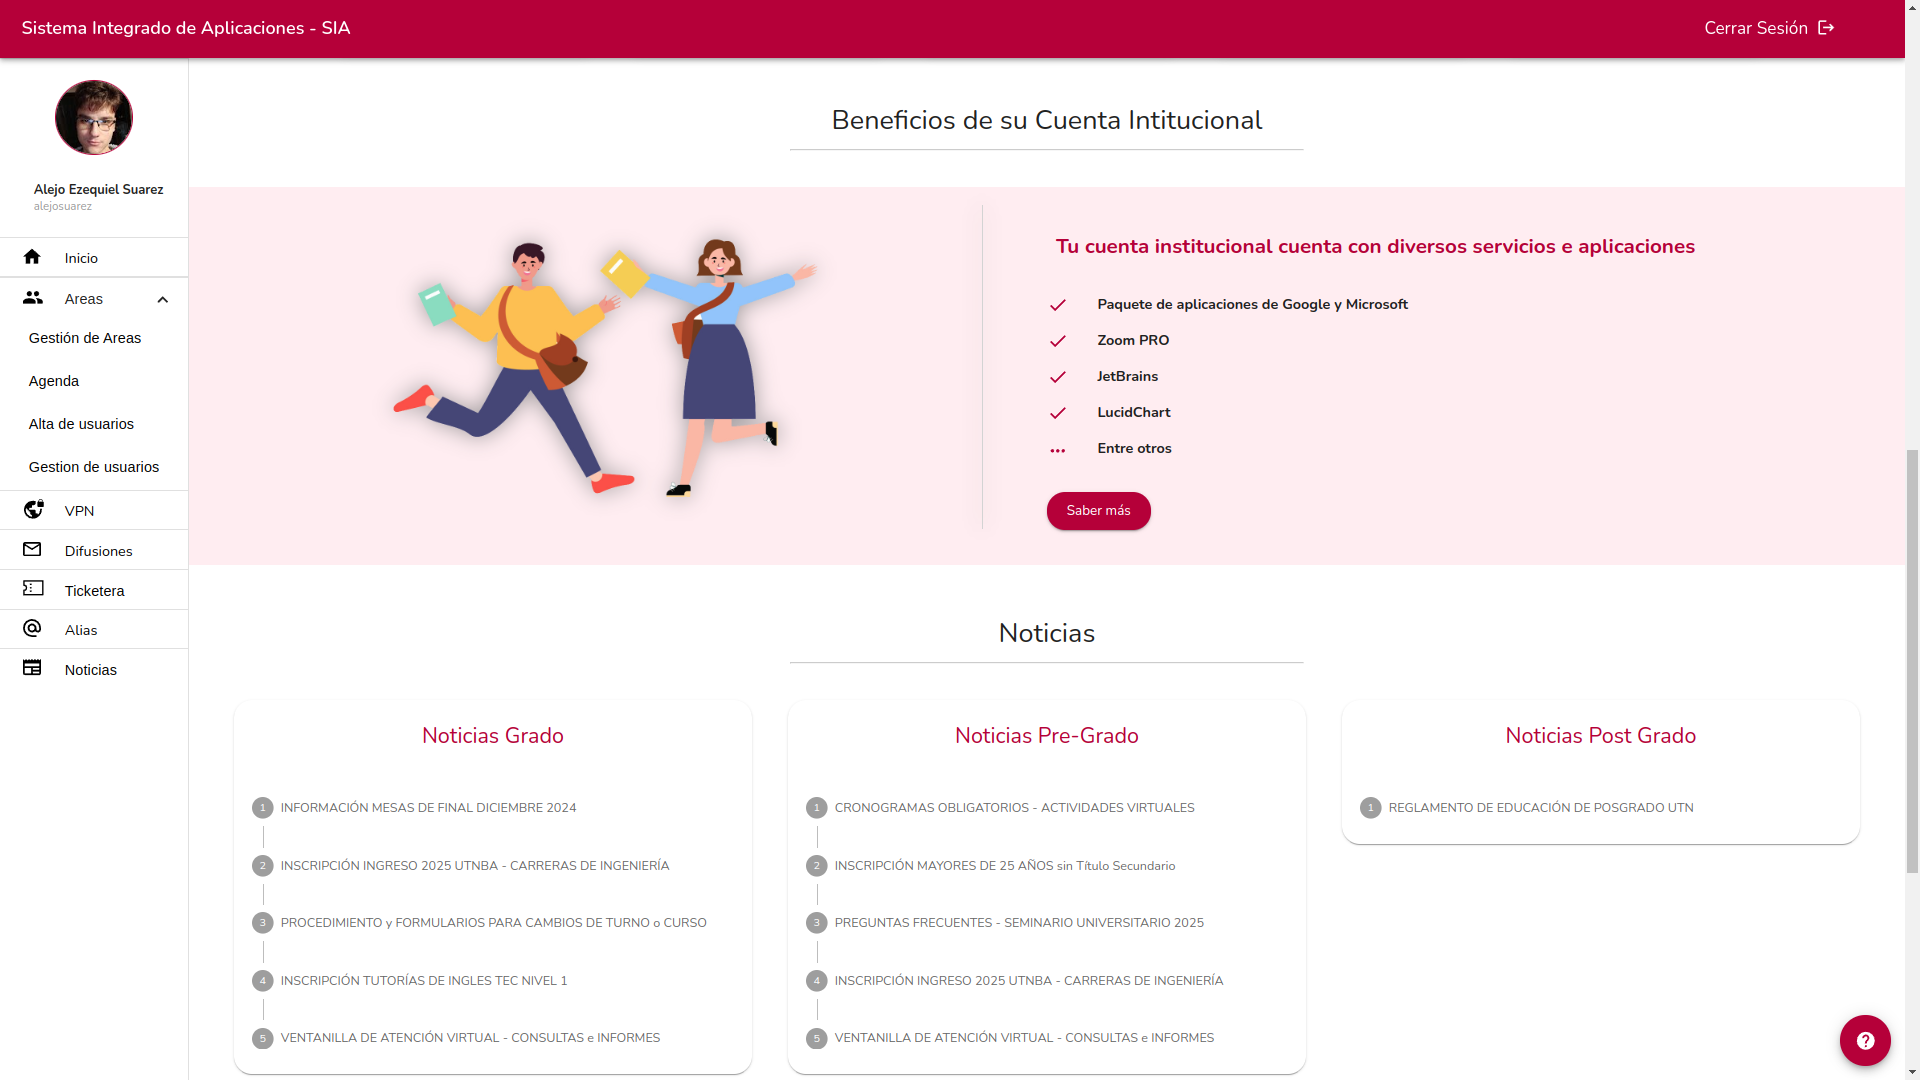 Sistema Integrado de Aplicaciones - SIA
Cerrar Sesión
Alejo Ezequiel Suarez
alejosuarez
Inicio
Areas
Gestión de Areas
Agenda
Alta de usuarios
Gestion de usuarios
VPN
Difusiones
Ticketera
Alias
Noticias
Beneficios de su Cuenta Intitucional
Tu cuenta institucional cuenta con diversos servicios e aplicaciones
Paquete de aplicaciones de Google y Microsoft
Zoom PRO
JetBrains
LucidChart
Entre otros
Saber más
Noticias
Noticias Grado
1 INFORMACIÓN MESAS DE FINAL DICIEMBRE 2024
2 INSCRIPCIÓN INGRESO 2025 UTNBA - CARRERAS DE INGENIERÍA
3 PROCEDIMIENTO y FORMULARIOS PARA CAMBIOS DE TURNO o CURSO
4 INSCRIPCIÓN TUTORÍAS DE INGLES TEC NIVEL 1
5 VENTANILLA DE ATENCIÓN VIRTUAL - CONSULTAS e INFORMES
Noticias Pre-Grado
1 CRONOGRAMAS OBLIGATORIOS - ACTIVIDADES VIRTUALES
2 INSCRIPCIÓN MAYORES DE 25 AÑOS sin Título Secundario
3 PREGUNTAS FRECUENTES - SEMINARIO UNIVERSITARIO 2025
4 INSCRIPCIÓN INGRESO 2025 UTNBA - CARRERAS DE INGENIERÍA
5 VENTANILLA DE ATENCIÓN VIRTUAL - CONSULTAS e INFORMES
Noticias Post Grado
1 REGLAMENTO DE EDUCACIÓN DE POSGRADO UTN